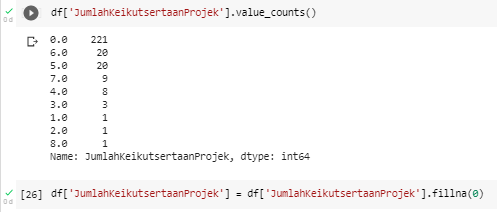 df['JumlahKeikutsertaanProjek'].value_counts()
0 d
0.0 221
6.0 20
5.0 20
7.0 9
4.0 8
3.0 3
1.0 1
2.0 1
8.0 1
Name: JumlahKeikutsertaanProjek, dtype: int64
[26] df['JumlahKeikutsertaanProjek'] = df['JumlahKeikutsertaanProjek'].fillna(0)
0 d